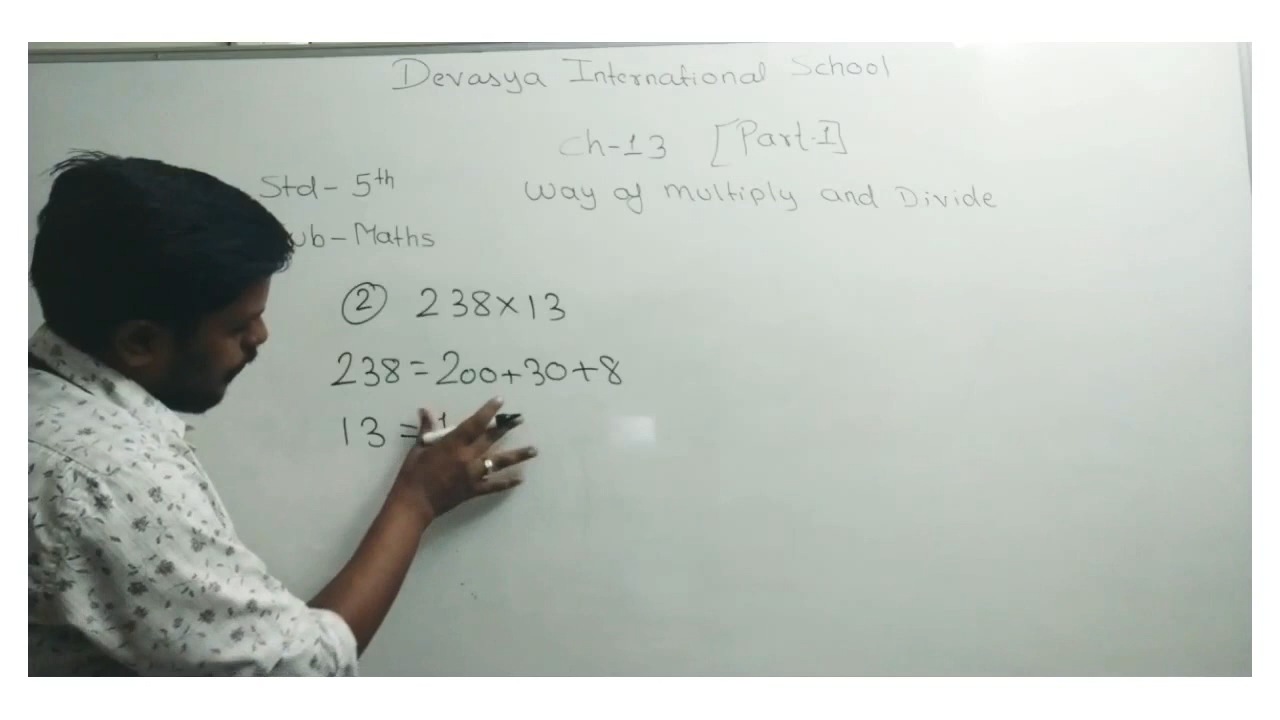 Devasya International School
Ch-13 [Part-I]
Std- 5th
Way of multiply and Divide
ub-Maths
② 238×13
238=200+30+8
13=1